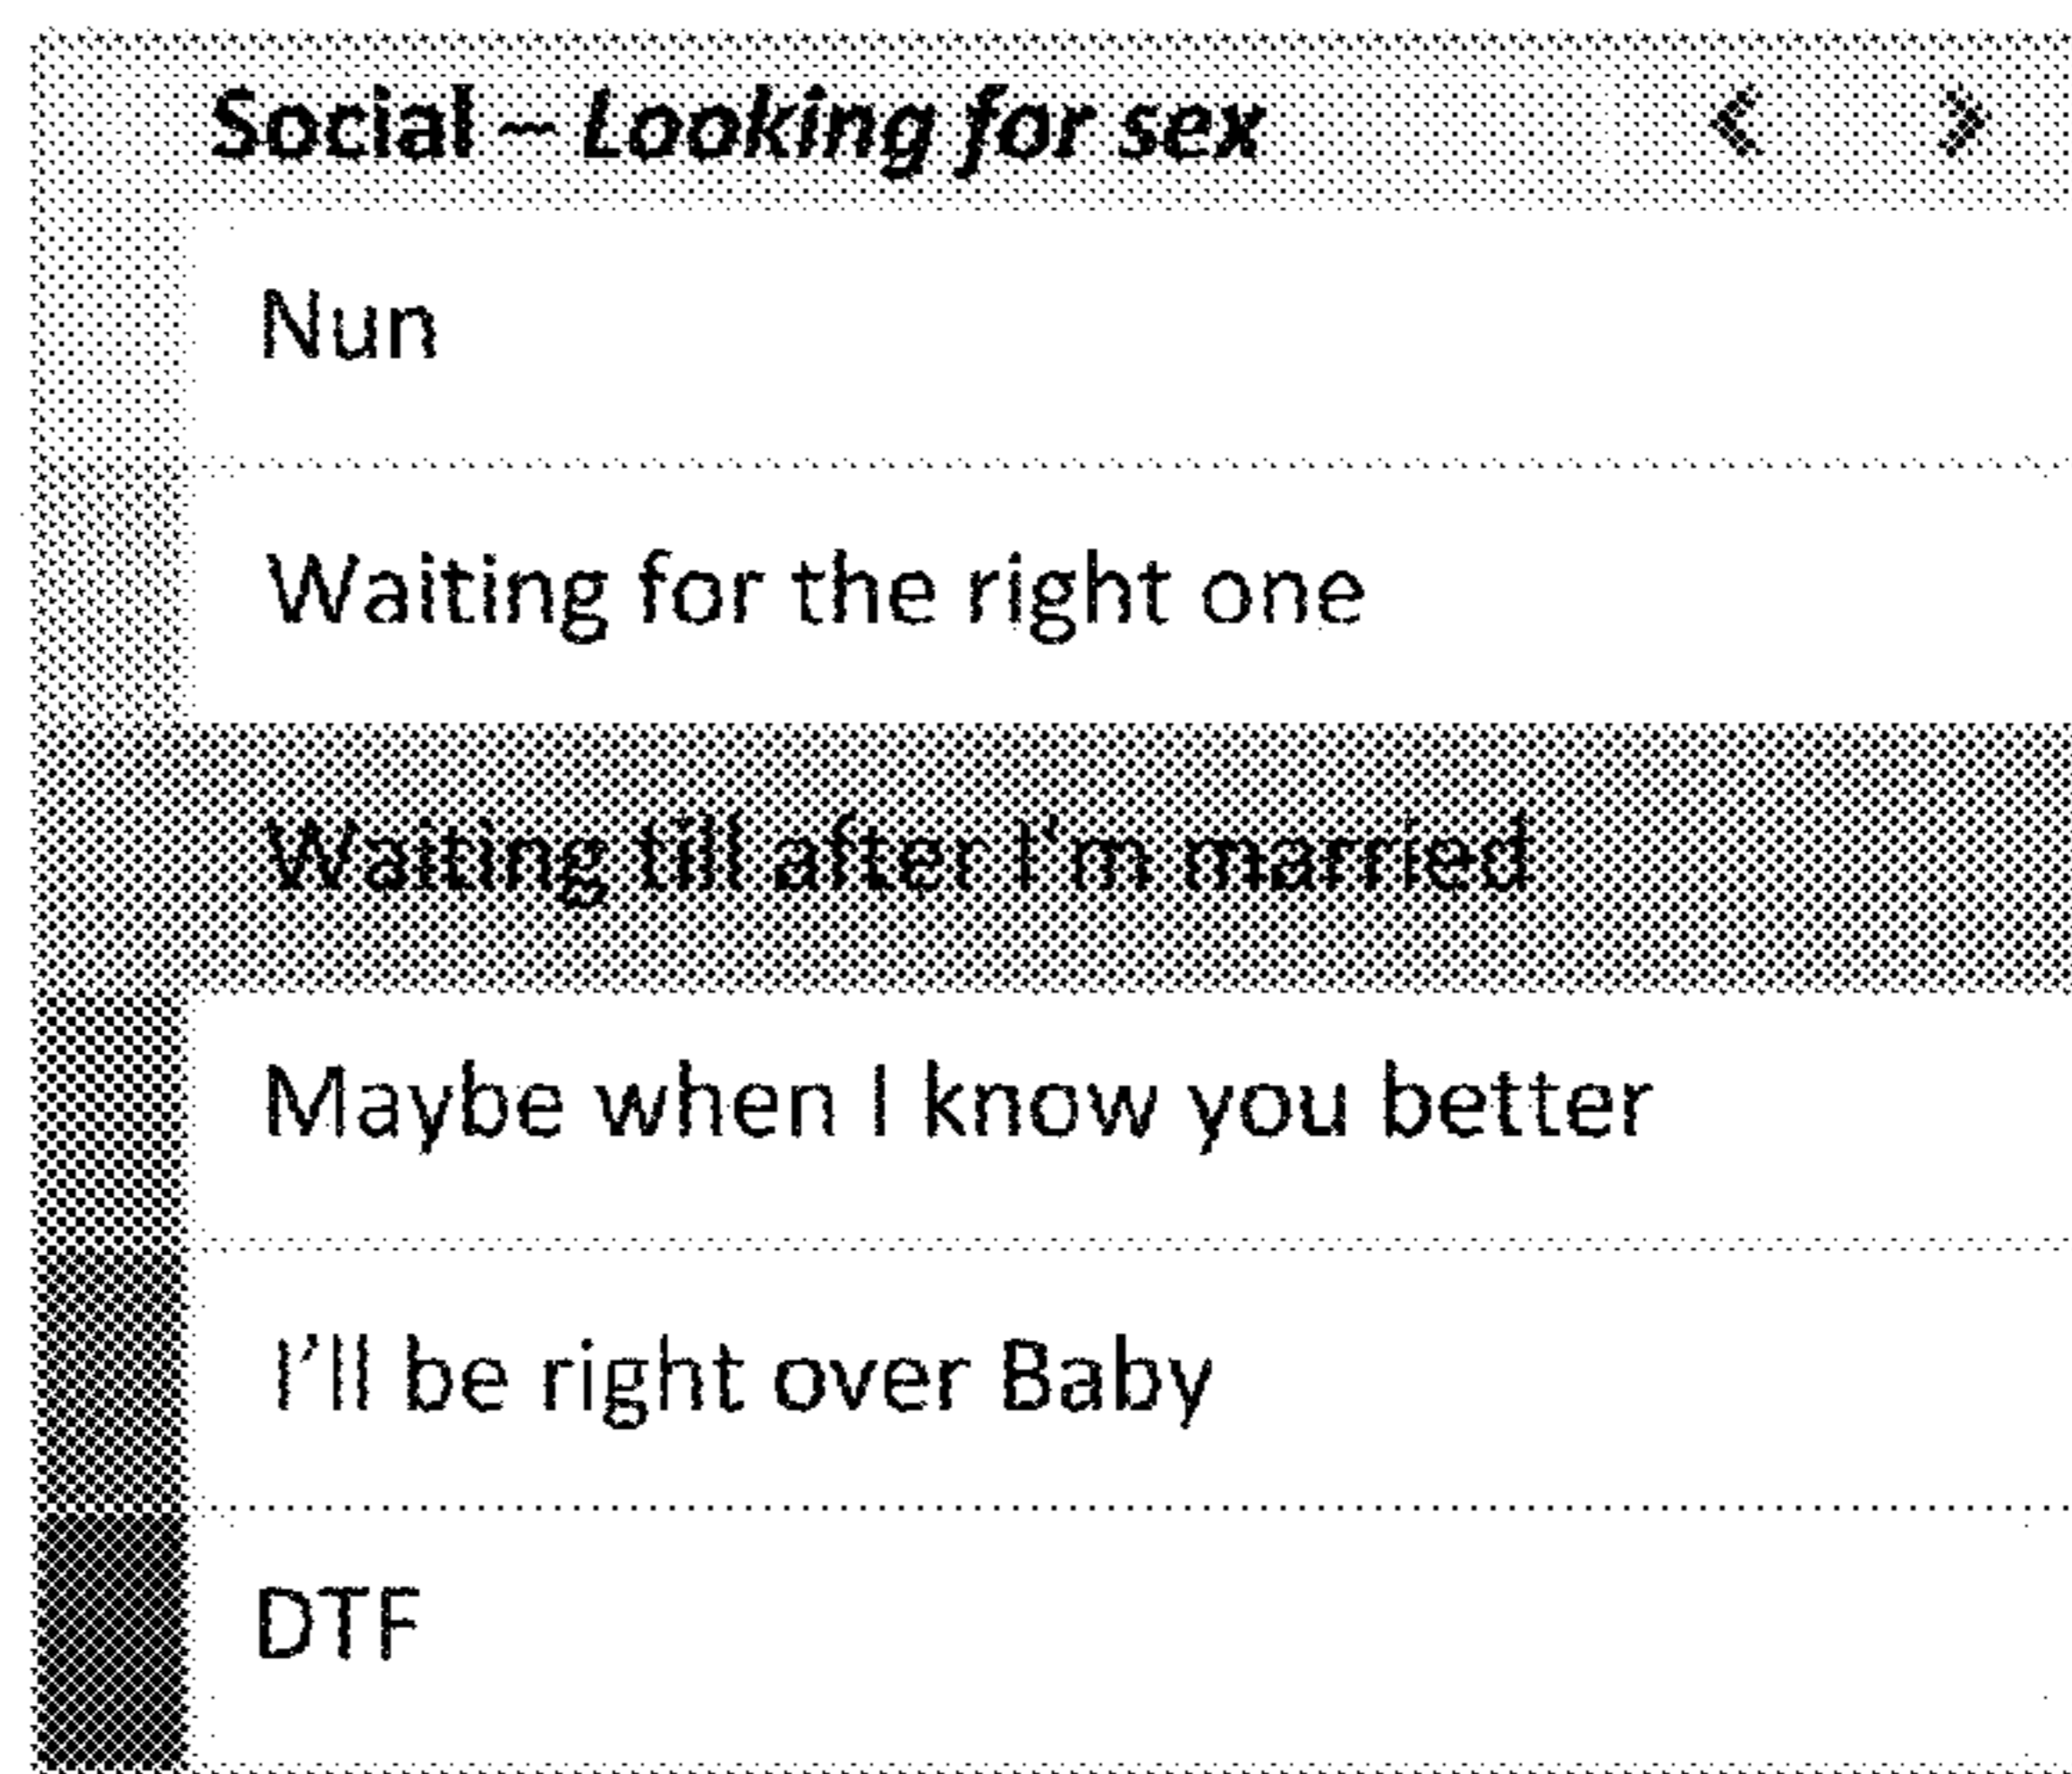 Social – Looking for sex < >
Nun
Waiting for the right one
Waiting till after I'm married
Maybe when I know you better
I’ll be right over Baby
DTF